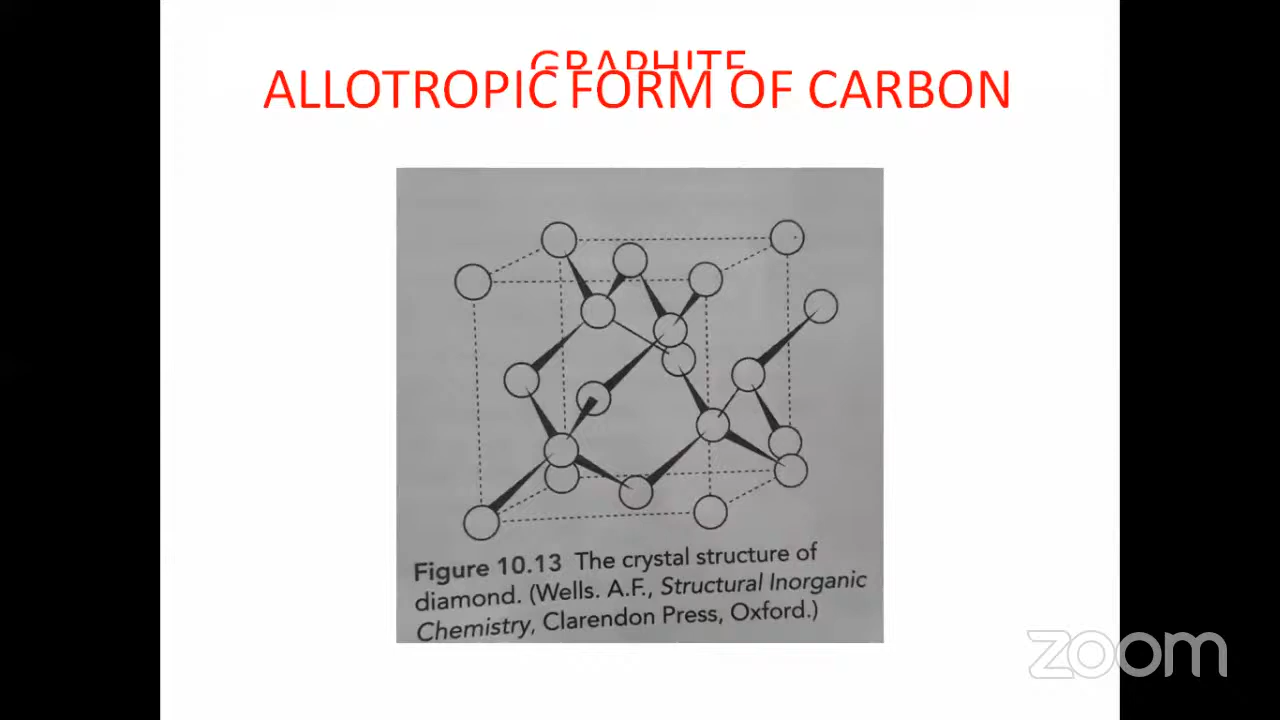 GRAPHITE
ALLOTROPIC FORM OF CARBON
Figure 10.13 The crystal structure of
diamond. (Wells. A.F., Structural Inorganic
Chemistry, Clarendon Press, Oxford.)
zoom